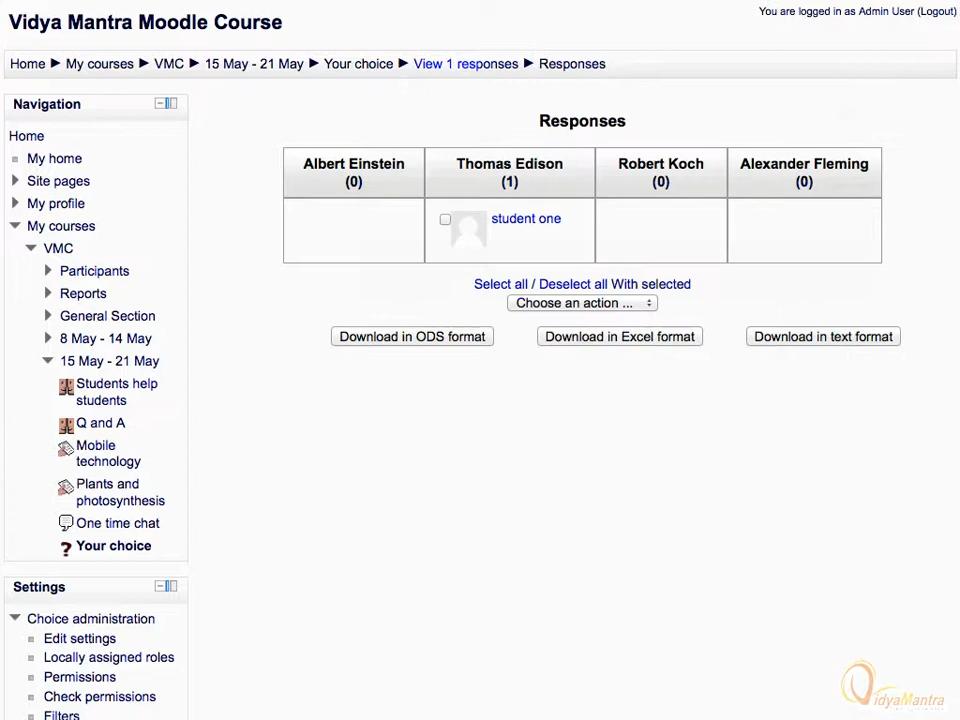 Vidya Mantra Moodle Course
You are logged in as Admin User (Logout)
Home ► My courses ► VMC ► 15 May - 21 May ► Your choice ► View 1 responses ► Responses
Navigation
Home
My home
Site pages
My profile
My courses
VMC
Participants
Reports
General Section
8 May - 14 May
15 May - 21 May
Students help
students
Q and A
Mobile
technology
Plants and
photosynthesis
One time chat
Your choice
Settings
Choice administration
Edit settings
Locally assigned roles
Permissions
Check permissions
Filters
Responses
Albert Einstein
(0)
Thomas Edison
(1)
Robert Koch
(0)
Alexander Fleming
(0)
student one
Select all / Deselect all With selected
Choose an action ...
Download in ODS format
Download in Excel format
Download in text format
VidyaMantra